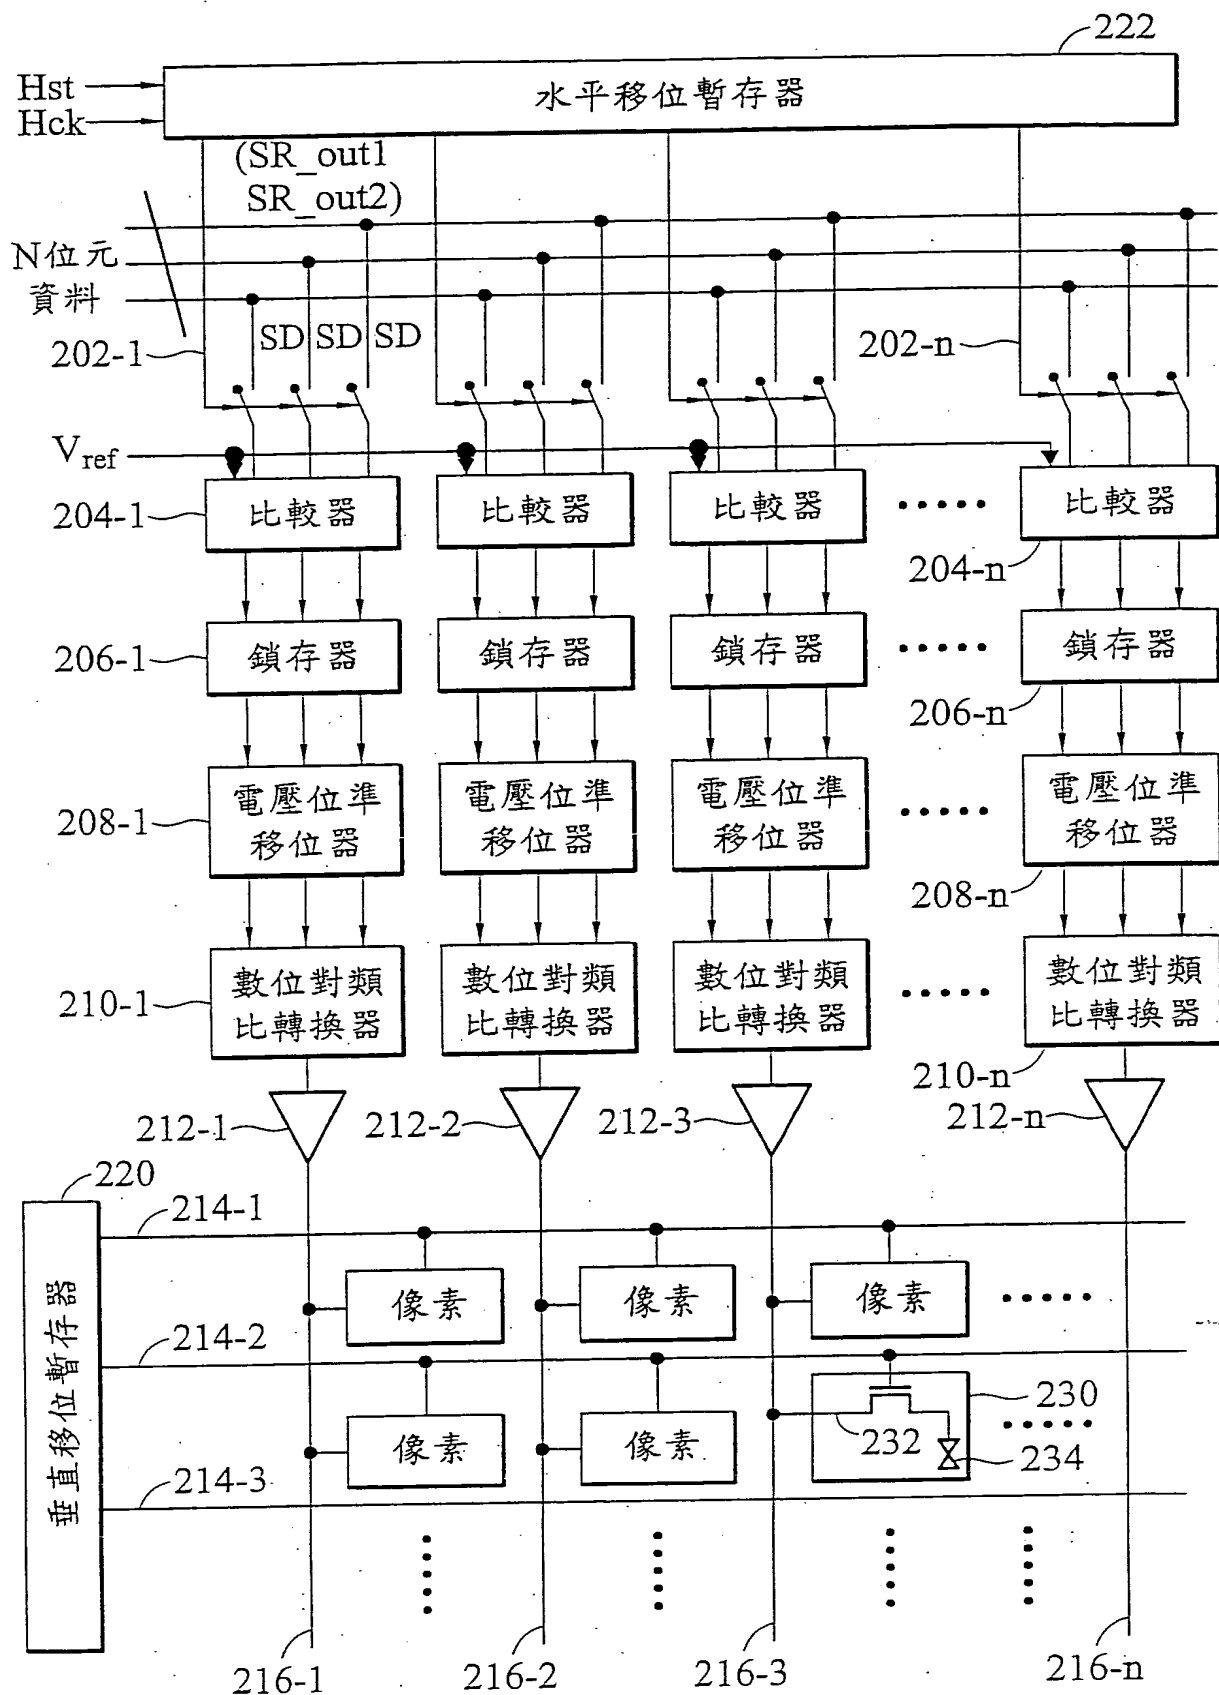 222
Hst
水平移位暫存器
Hck
(SR_out1
SR_out2)
N位元
資料
SD SD SD
202-1
202-n
Vref
204-1
比較器
比較器
比較器
比較器
204-n
206-1
鎖存器
鎖存器
鎖存器
鎖存器
206-n
208-1
電壓位準
移位器
電壓位準
移位器
電壓位準
移位器
電壓位準
移位器
208-n
210-1
數位對類
比轉換器
數位對類
比轉換器
數位對類
比轉換器
數位對類
比轉換器
210-n
212-1
212-2
212-3
212-n
220
垂直移位暫存器
214-1
像素
像素
像素
214-2
像素
像素
230
232
234
214-3
216-1
216-2
216-3
216-n